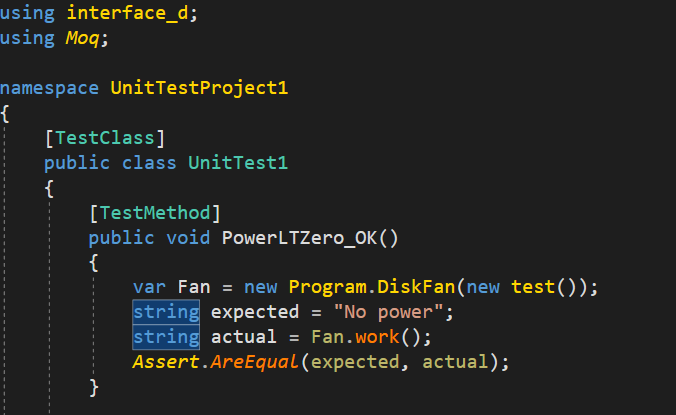 using interface_d;
using Moq;
namespace UnitTestProject1
{
[TestClass]
public class UnitTest1
{
[TestMethod]
public void PowerLTZero_OK()
{
var Fan = new Program.DiskFan(new test());
string expected = "No power";
string actual = Fan.work();
Assert.AreEqual(expected, actual);
}